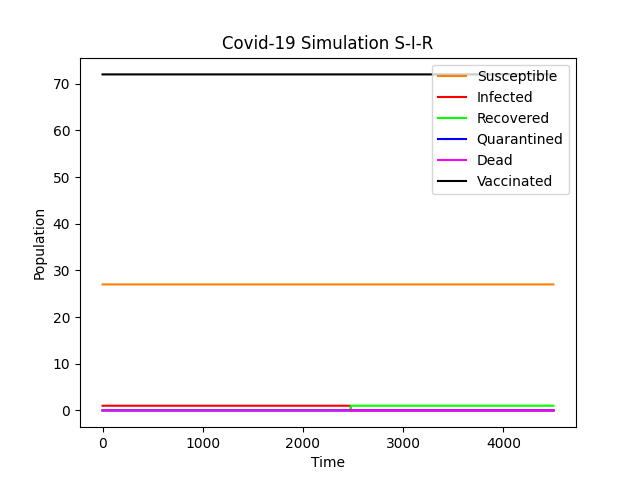 Covid-19 Simulation S-I-R
Susceptible
Infected
Recovered
Quarantined
Dead
Vaccinated
70
60
50
40
30
20
10
0
Population
0 1000 2000 3000 4000
Time